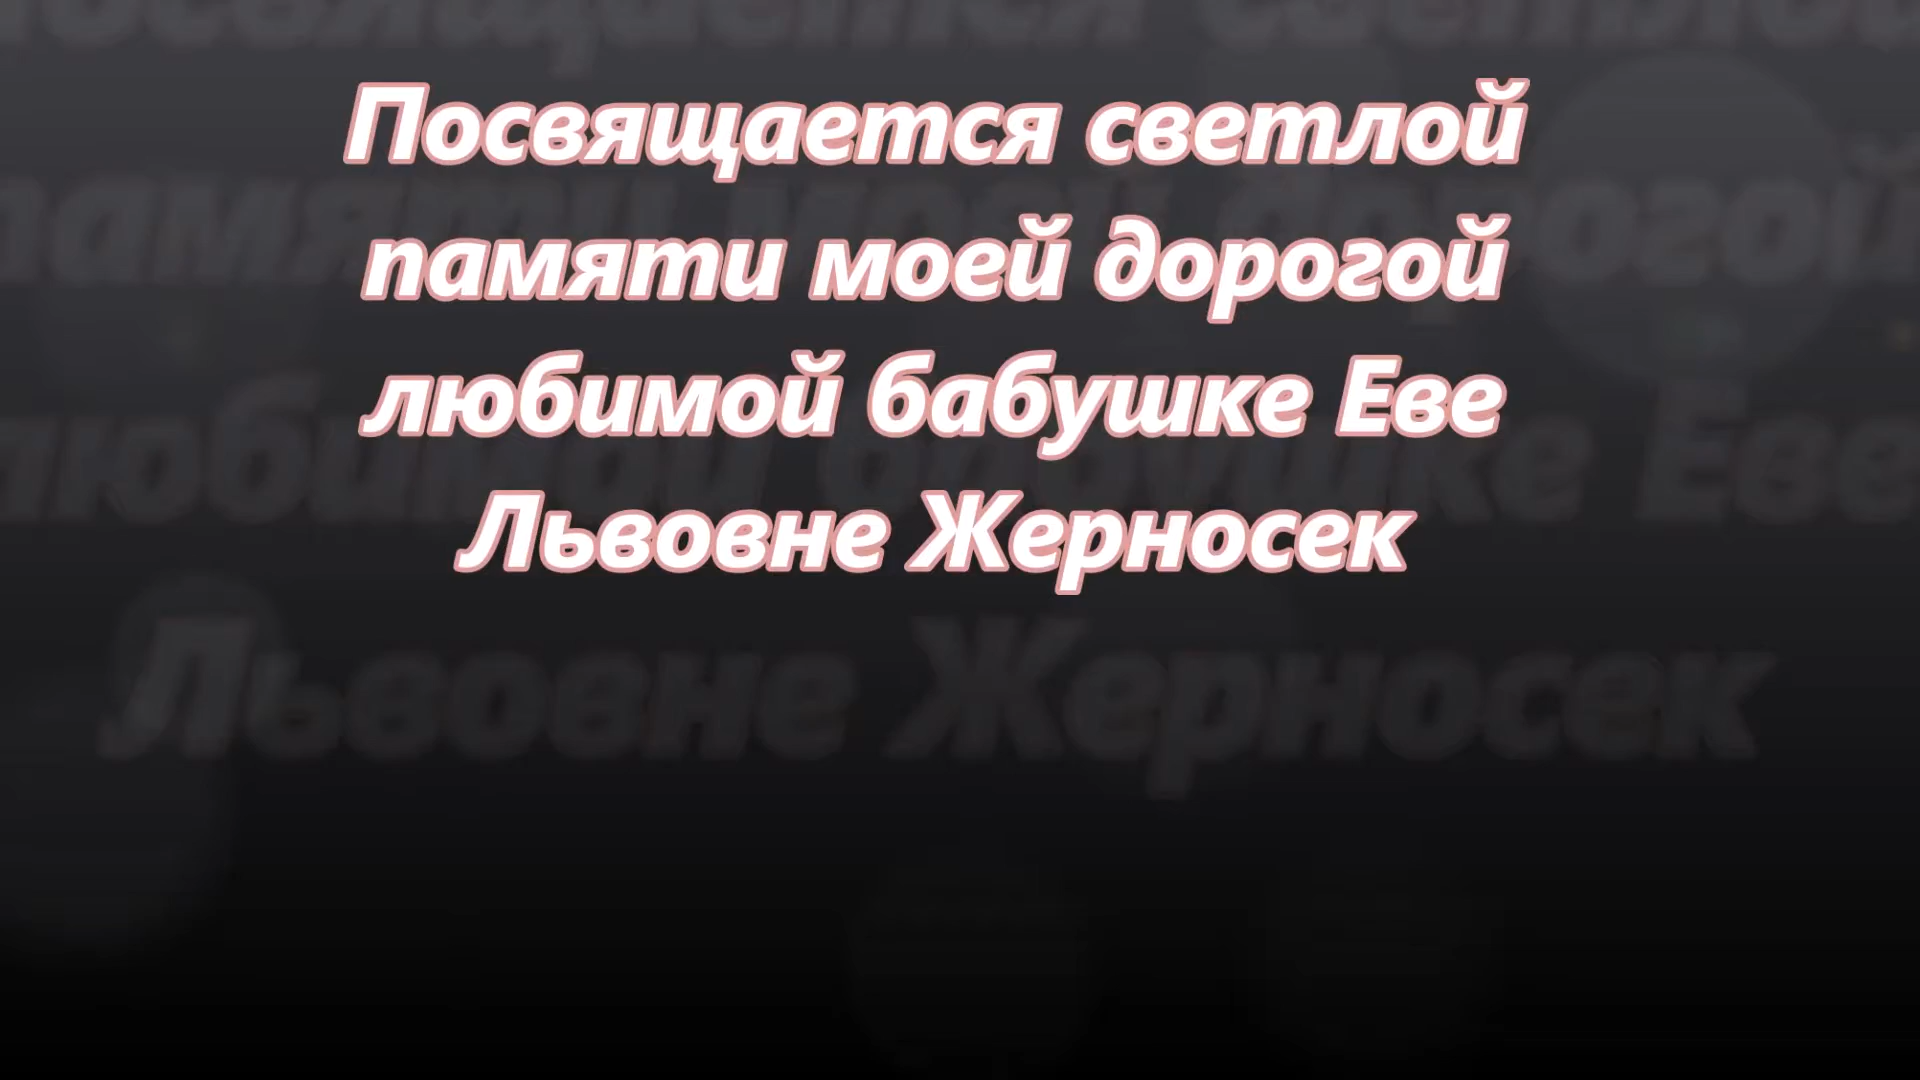 Посвящается светлой
памяти моей дорогой
любимой бабушке Еве
Львовне Жерносек